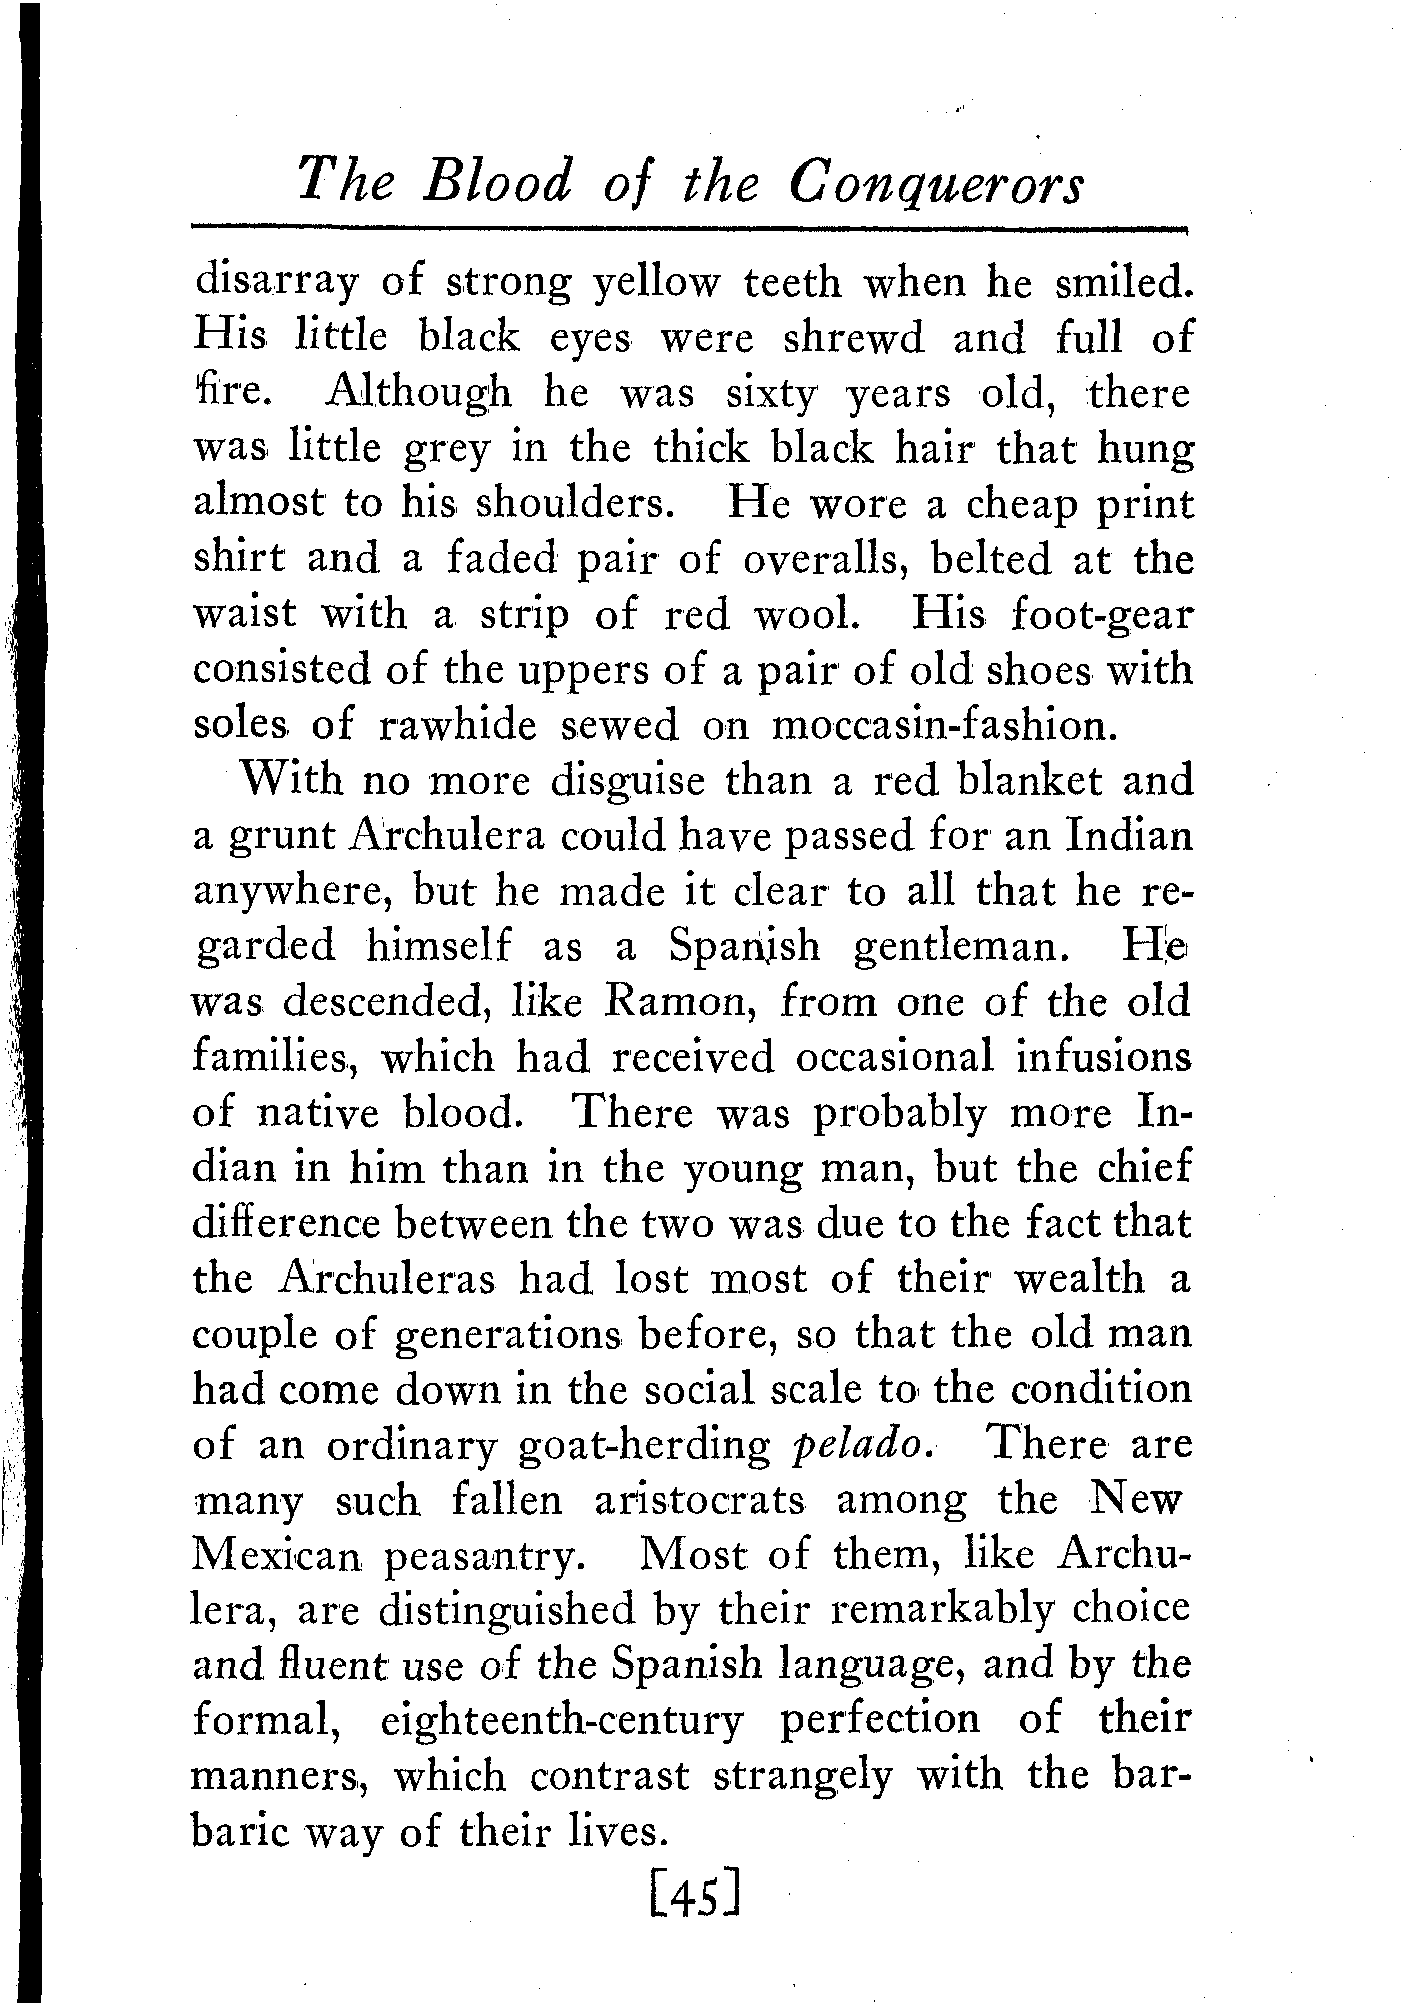 The Blood of the Conquerors
disarray of strong yellow teeth when he smiled.
His little black eyes were shrewd and full of
fire. Although he was sixty years old, there
was little grey in the thick black hair that hung
almost to his shoulders. He wore a cheap print
shirt and a faded pair of overalls, belted at the
waist with a strip of red wool. His foot-gear
consisted of the uppers of a pair of old shoes with
soles of rawhide sewed on moccasin-fashion.
With no more disguise than a red blanket and
a grunt Archulera could have passed for an Indian
anywhere, but he made it clear to all that he re-
garded himself as a Spanish gentleman. He
was descended, like Ramon, from one of the old
families, which had received occasional infusions
of native blood. There was probably more In-
dian in him than in the young man, but the chief
difference between the two was due to the fact that
the Archuleras had lost most of their wealth a
couple of generations before, so that the old man
had come down in the social scale to the condition
of an ordinary goat-herding pelado. There are
many such fallen aristocrats among the New
Mexican peasantry. Most of them, like Archu-
lera, are distinguished by their remarkably choice
and fluent use of the Spanish language, and by the
formal, eighteenth-century perfection of their
manners, which contrast strangely with the bar-
baric way of their lives.
[45]